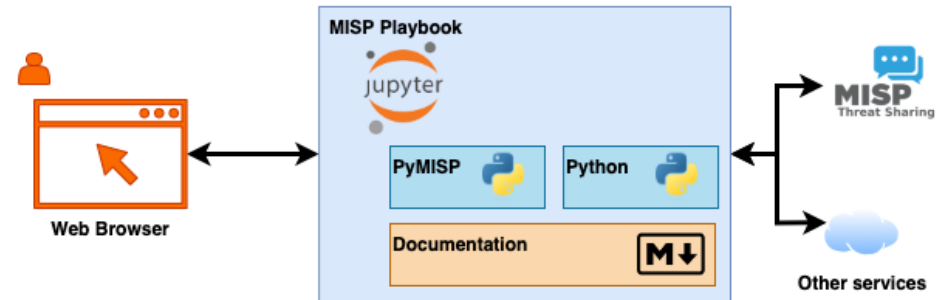 MISP Playbook
jupyter
PyMISP
Python
Documentation
M
Web Browser
MISP
Threat Sharing
Other services